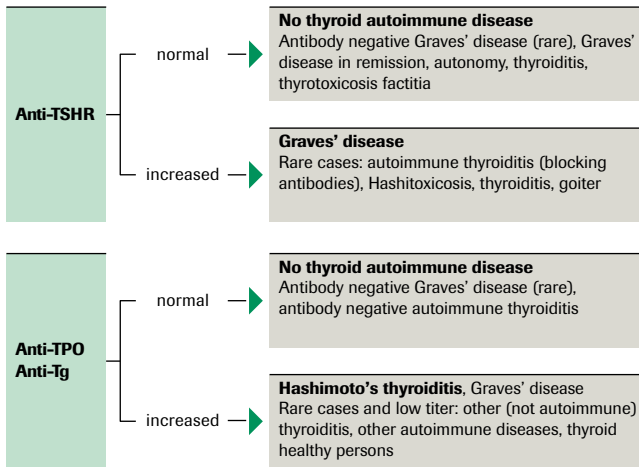 Anti-TSHR
normal
No thyroid autoimmune disease
Antibody negative Graves’ disease (rare), Graves’
disease in remission, autonomy, thyroiditis,
thyrotoxicosis factitia
increased
Graves’ disease
Rare cases: autoimmune thyroiditis (blocking
antibodies), Hashitoxicosis, thyroiditis, goiter
Anti-TPO
Anti-Tg
normal
No thyroid autoimmune disease
Antibody negative Graves’ disease (rare),
antibody negative autoimmune thyroiditis
increased
Hashimoto’s thyroiditis, Graves’ disease
Rare cases and low titer: other (not autoimmune)
thyroiditis, other autoimmune diseases, thyroid
healthy persons